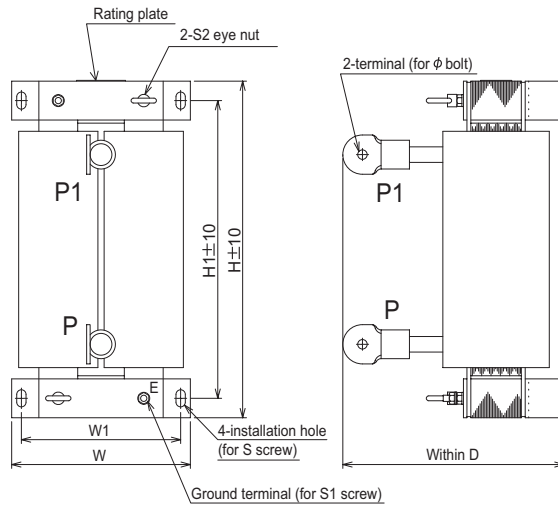 Rating plate
2-S2 eye nut
2-terminal (for ϕ bolt)
P1
P
H1±10
H±10
P1
P
E
W1
W
4-installation hole
(for S screw)
Ground terminal (for S1 screw)
Within D